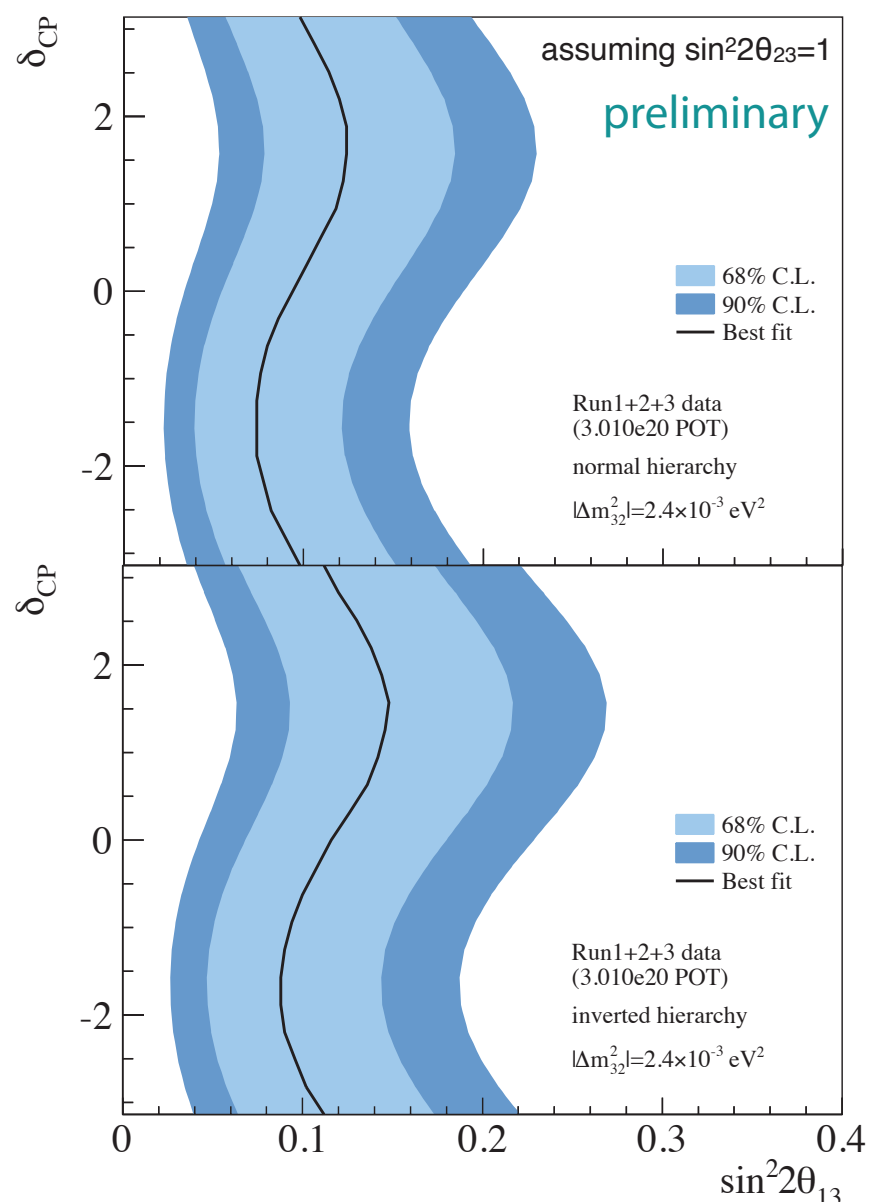 δCP
assuming sin²2θ23=1
preliminary
2
0
-2
68% C.L.
90% C.L.
Best fit
Run1+2+3 data
(3.010e20 POT)
normal hierarchy
|Δm²32|=2.4×10⁻³ eV²
δCP
2
0
-2
68% C.L.
90% C.L.
Best fit
Run1+2+3 data
(3.010e20 POT)
inverted hierarchy
|Δm²32|=2.4×10⁻³ eV²
0 0.1 0.2 0.3 0.4
sin²2θ13